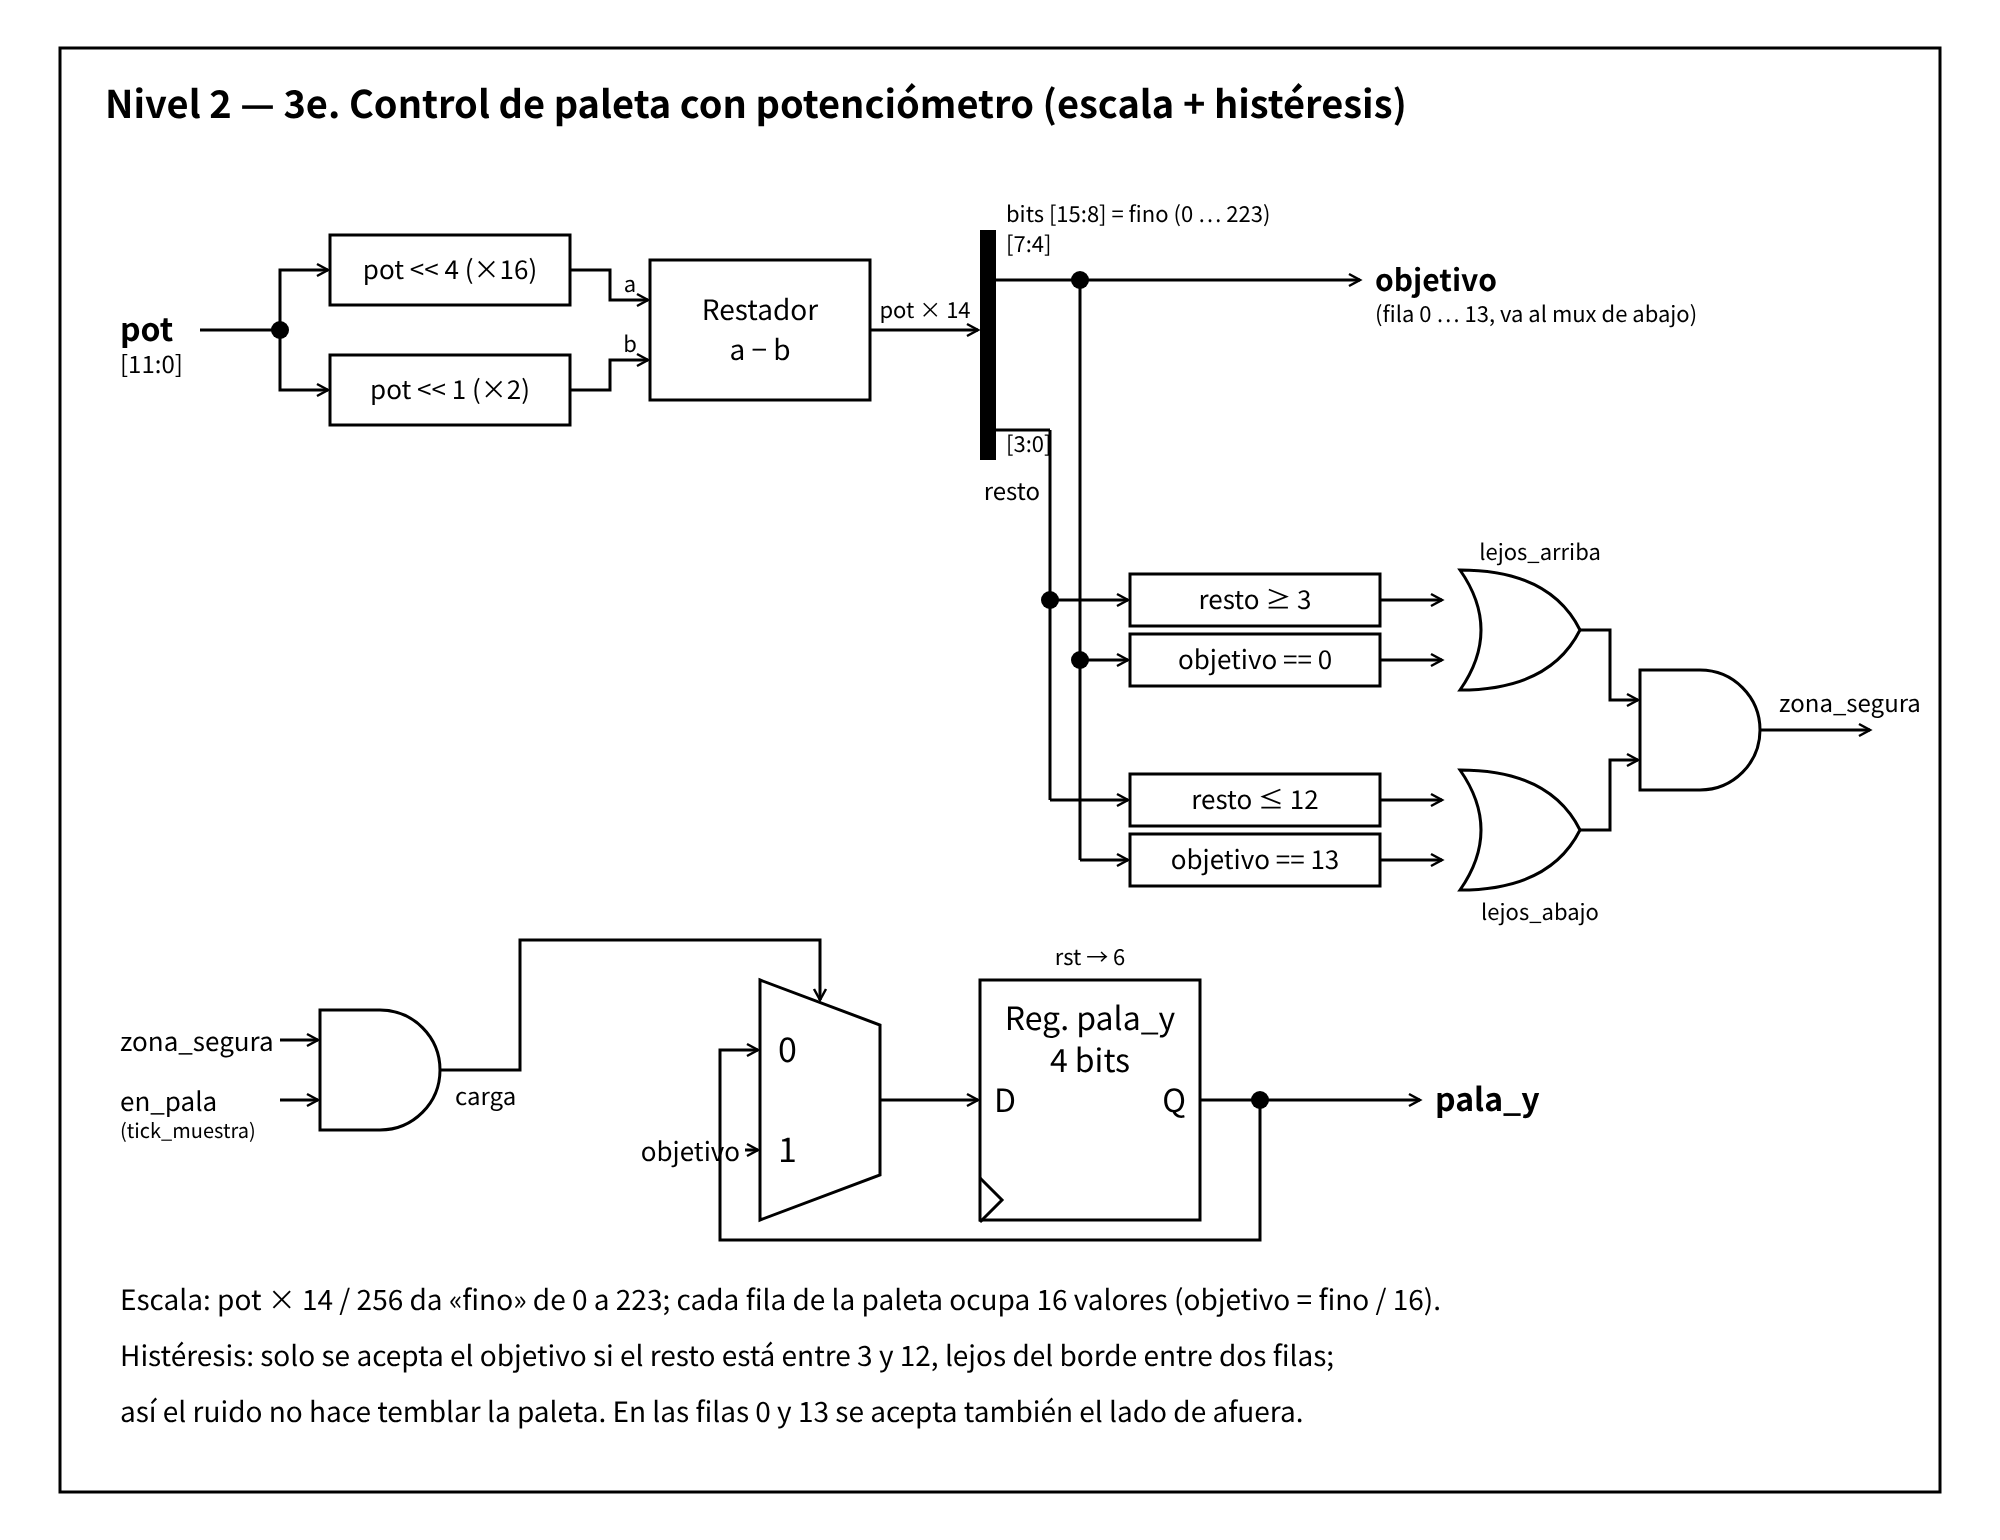 Nivel 2 — 3e. Control de paleta con potenciómetro (escala + histéresis)
bits [15:8] = fino (0 … 223)
[7:4]
pot << 4 (×16)
a
Restador
a − b
pot × 14
objetivo
(fila 0 … 13, va al mux de abajo)
pot
[11:0]
b
pot << 1 (×2)
[3:0]
resto
lejos_arriba
resto ≥ 3
objetivo == 0
zona_segura
resto ≤ 12
objetivo == 13
lejos_abajo
rst → 6
Reg. pala_y
4 bits
zona_segura
0
en_pala
(tick_muestra)
carga
D
Q
pala_y
objetivo
1
Escala: pot × 14 / 256 da «fino» de 0 a 223; cada fila de la paleta ocupa 16 valores (objetivo = fino / 16).
Histéresis: solo se acepta el objetivo si el resto está entre 3 y 12, lejos del borde entre dos filas;
así el ruido no hace temblar la paleta. En las filas 0 y 13 se acepta también el lado de afuera.